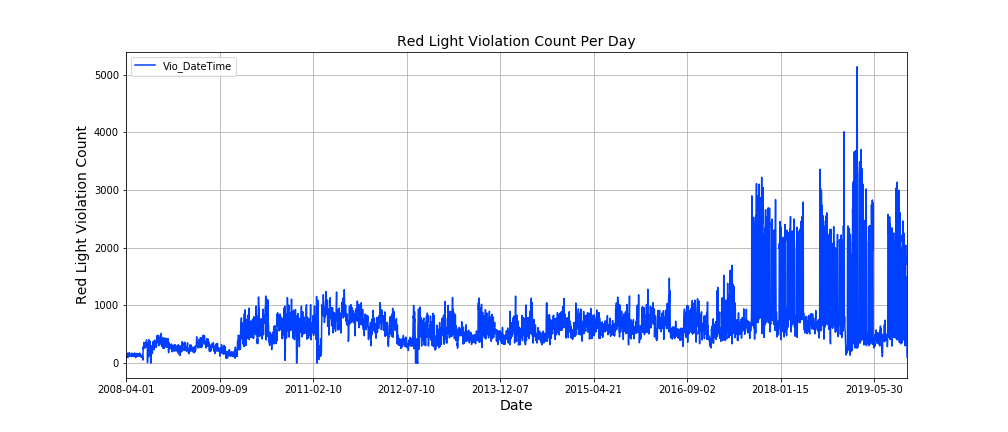 Red Light Violation Count Per Day
Vio_DateTime
Red Light Violation Count
5000
4000
3000
2000
1000
0
2008-04-01 2009-09-09 2011-02-10 2012-07-10 2013-12-07 2015-04-21 2016-09-02 2018-01-15 2019-05-30
Date